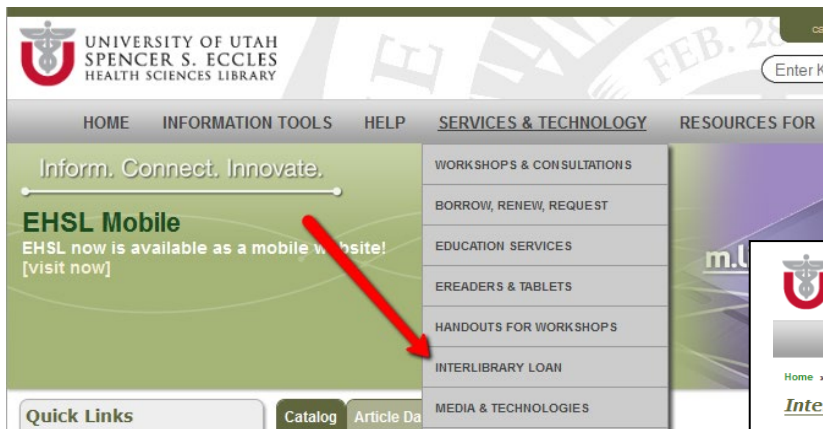 UNIVERSITY OF UTAH
SPENCER S. ECCLES
HEALTH SCIENCES LIBRARY
FEB. 28
Enter
HOME INFORMATION TOOLS HELP SERVICES & TECHNOLOGY RESOURCES FOR
Inform. Connect. Innovate.
EHSL Mobile
EHSL now is available as a mobile website!
[visit now]
WORKSHOPS & CONSULTATIONS
BORROW, RENEW, REQUEST
EDUCATION SERVICES
EREADERS & TABLETS
HANDOUTS FOR WORKSHOPS
INTERLIBRARY LOAN
MEDIA & TECHNOLOGIES
m.l
Home
Inte
Quick Links
Catalog Article Da